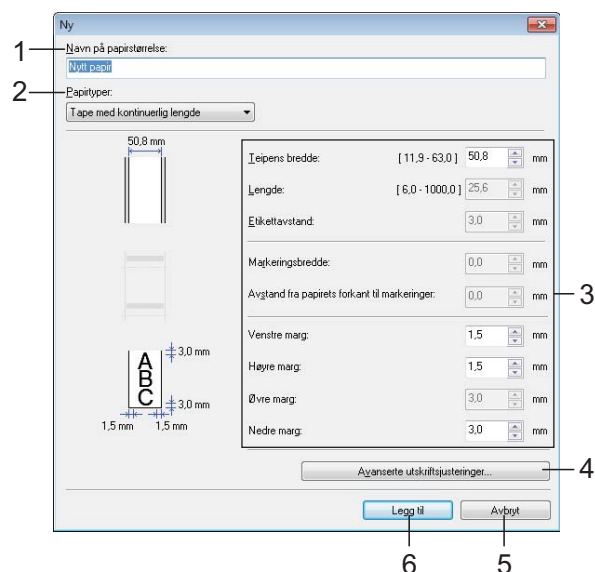 Ny
1
Navn på papirstørrelse:
Nytt papir
2
Papirtyper:
Tape med kontinuerlig lengde
50,8 mm
Teipens bredde: [ 11,9 - 63,0 ] 50,8 mm
Lengde: [ 6,0 - 1000,0 ] 25,6 mm
Etikettavstand: 3,0 mm
Markeringsbredde: 0,0 mm
Avstand fra papirets forkant til markeringer: 0,0 mm
3
Venstre marg: 1,5 mm
Høyre marg: 1,5 mm
Øvre marg: 3,0 mm
Nedre marg: 3,0 mm
3,0 mm
A
B
C
3,0 mm
1,5 mm 1,5 mm
Avanserte utskriftsjusteringer...
4
Legg til
Avbryt
6
5